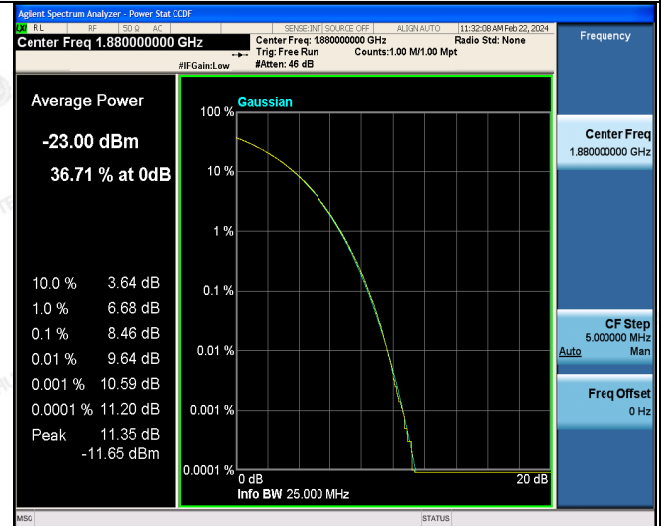 Agilent Spectrum Analyzer - Power Stat CCDF
LXI RL RF 50 Ω AC SENSE:INT SOURCE OFF ALIGN AUTO 11:32:08 AM Feb 22, 2024
Center Freq 1.880000000 GHz
Center Freq: 1.880000000 GHz Radio Std: None
Trig: Free Run Counts:1.00 M/1.00 Mpt
#IFGain:Low #Atten: 46 dB
Frequency
Average Power
-23.00 dBm
36.71 % at 0dB
10.0 % 3.64 dB
1.0 % 6.68 dB
0.1 % 8.46 dB
0.01 % 9.64 dB
0.001 % 10.59 dB
0.0001 % 11.20 dB
Peak 11.35 dB
-11.65 dBm
Gaussian
100 %
10 %
1 %
0.1 %
0.01 %
0.001 %
0.0001 %
0 dB 20 dB
Info BW 25.000 MHz
Center Freq
1.880000000 GHz
CF Step
5.000000 MHz
Auto Man
Freq Offset
0 Hz
MSG STATUS